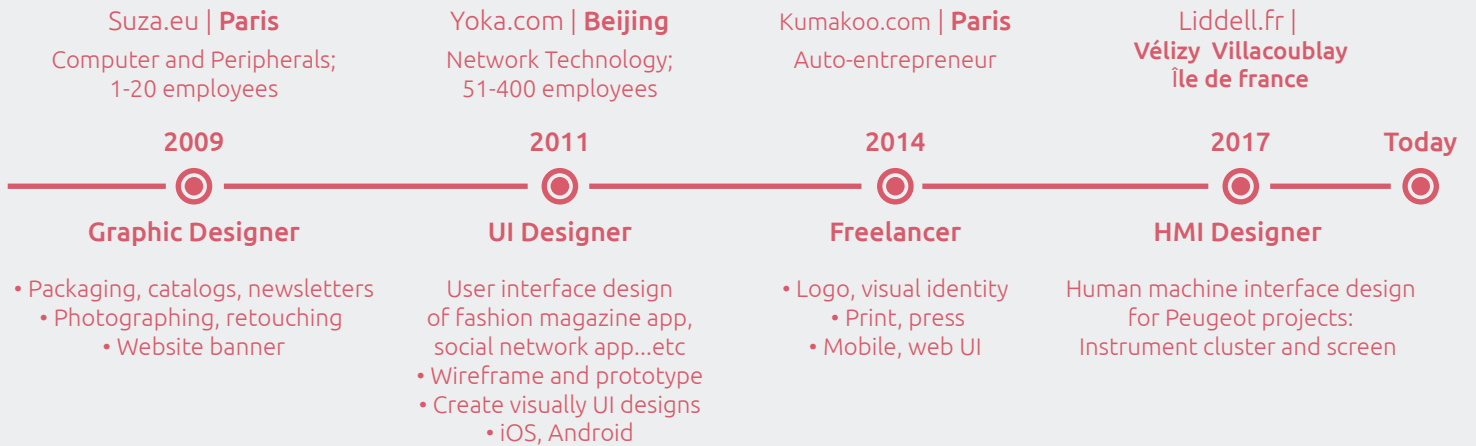 Suza.eu | Paris
Computer and Peripherals;
1-20 employees
2009
Graphic Designer
• Packaging, catalogs, newsletters
• Photographing, retouching
• Website banner
Yoka.com | Beijing
Network Technology;
51-400 employees
2011
UI Designer
User interface design
of fashion magazine app,
social network app...etc
• Wireframe and prototype
• Create visually UI designs
• iOS, Android
Kumakoo.com | Paris
Auto-entrepreneur
2014
Freelancer
• Logo, visual identity
• Print, press
• Mobile, web UI
Liddell.fr |
Vélizy Villacoublay
Île de france
2017
HMI Designer
Human machine interface design
for Peugeot projects:
Instrument cluster and screen
Today